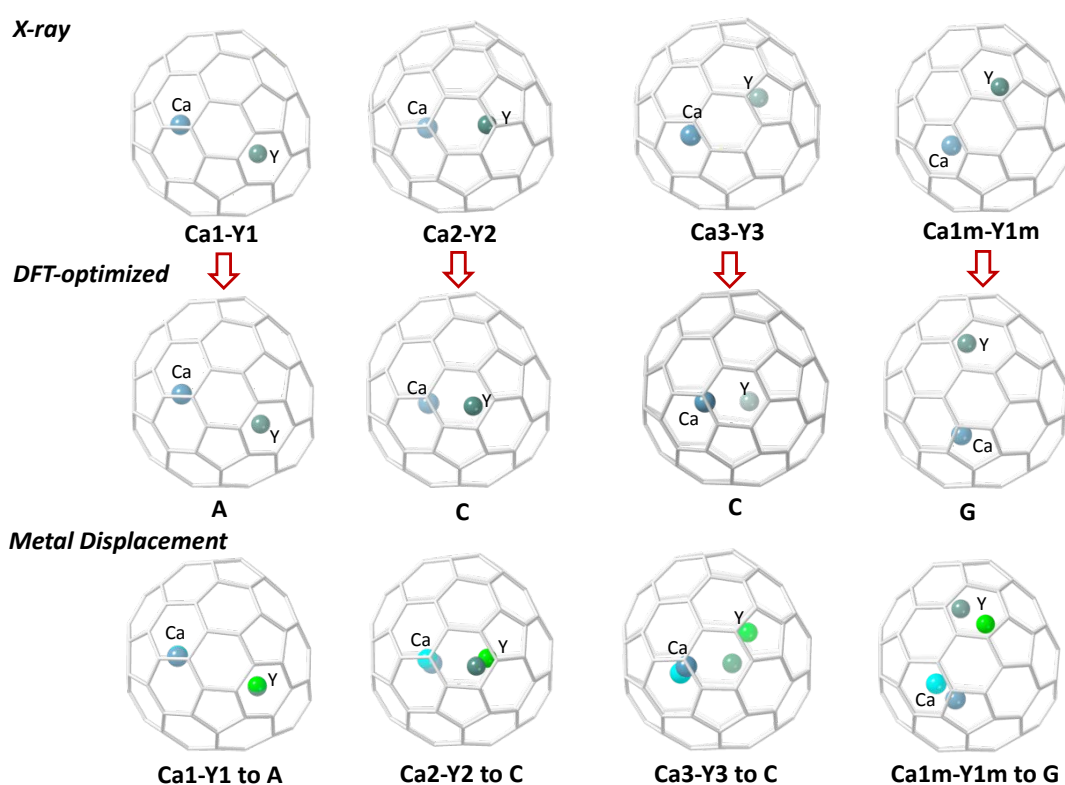 X-ray
Ca Y
Ca Y
Y Ca
Y Ca
Ca1-Y1 Ca2-Y2 Ca3-Y3 Ca1m-Y1m
DFT-optimized
Ca Y
Ca Y
Y Ca
Y Ca
A C C G
Metal Displacement
Ca Y
Ca Y
Y Ca
Y Ca
Ca1-Y1 to A Ca2-Y2 to C Ca3-Y3 to C Ca1m-Y1m to G